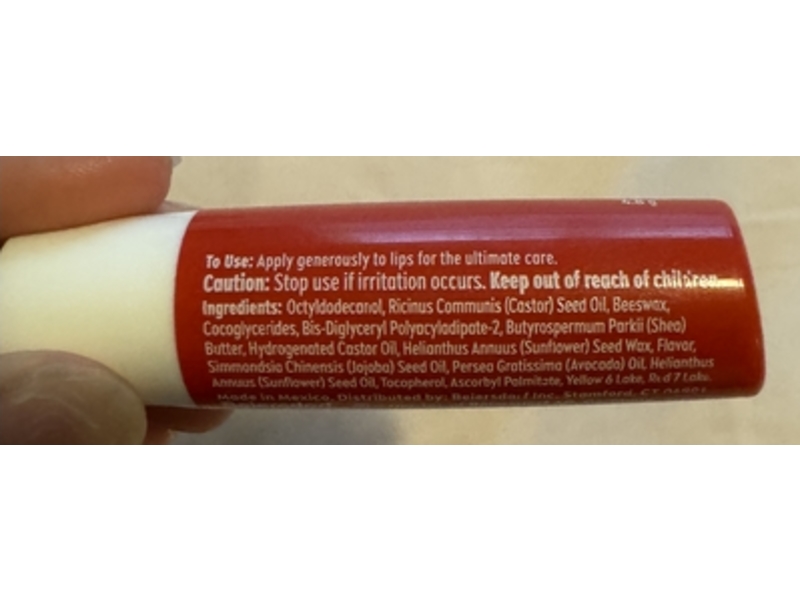 4.8 g
To Use: Apply generously to lips for the ultimate care.
Caution: Stop use if irritation occurs. Keep out of reach of children.
Ingredients: Octyldodecanol, Ricinus Communis (Castor) Seed Oil, Beeswax,
Cocoglycerides, Bis-Diglyceryl Polyacyladipate-2, Butyrospermum Parkii (Shea)
Butter, Hydrogenated Castor Oil, Helianthus Annuus (Sunflower) Seed Wax, Flavor,
Simmondsia Chinensis (Jojoba) Seed Oil, Persea Gratissima (Avocado) Oil, Helianthus
Annuus (Sunflower) Seed Oil, Tocopherol, Ascorbyl Palmitate, Yellow 6 Lake, Red 7 Lake.
Made in Mexico. Distributed by: Beiersdorf Inc. Stamford, CT 06901